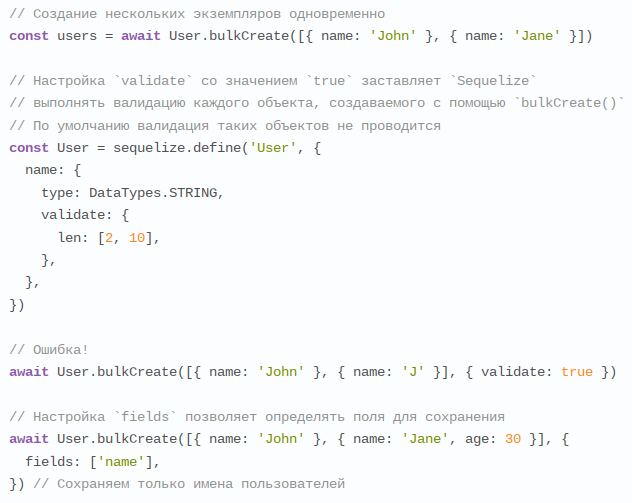 // Создание нескольких экземпляров одновременно
const users = await User.bulkCreate([{ name: 'John' }, { name: 'Jane' }])

// Настройка `validate` со значением `true` заставляет `Sequelize`
// выполнять валидацию каждого объекта, создаваемого с помощью `bulkCreate()`
// По умолчанию валидация таких объектов не проводится
const User = sequelize.define('User', {
  name: {
    type: DataTypes.STRING,
    validate: {
      len: [2, 10],
    },
  },
})

// Ошибка!
await User.bulkCreate([{ name: 'John' }, { name: 'J' }], { validate: true })

// Настройка `fields` позволяет определять поля для сохранения
await User.bulkCreate([{ name: 'John' }, { name: 'Jane', age: 30 }], {
  fields: ['name'],
}) // Сохраняем только имена пользователей